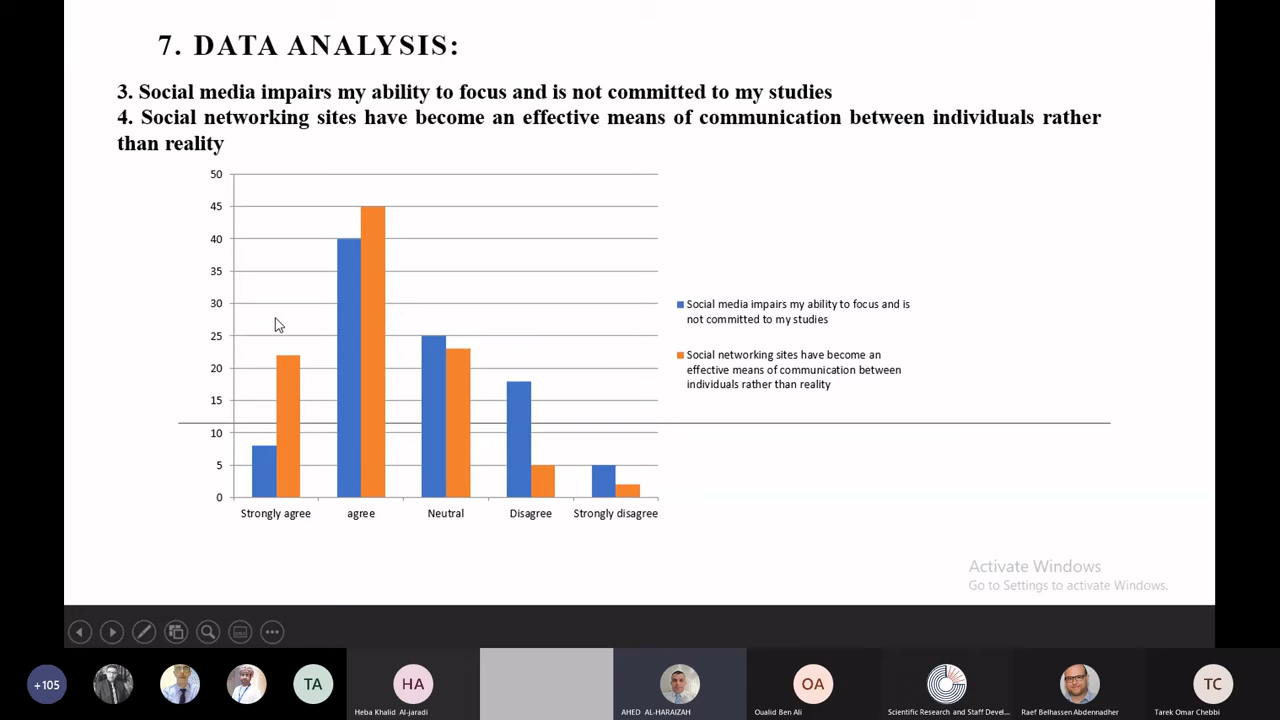 7. DATA ANALYSIS:
3. Social media impairs my ability to focus and is not committed to my studies
4. Social networking sites have become an effective means of communication between individuals rather
than reality
50
45
40
35
30
25
20
15
10
5
0
Strongly agree agree Neutral Disagree Strongly disagree
Social media impairs my ability to focus and is
not committed to my studies
Social networking sites have become an
effective means of communication between
individuals rather than reality
Activate Windows
Go to Settings to activate Windows.
+105
TA
HA
OA
TC
Heba Khalid Al-jaradi
AHED AL-HARAIZAH
Oualid Ben Ali
Scientific Research and Staff Devel...
Raef Belhassen Abdennadher
Tarek Omar Chebbi